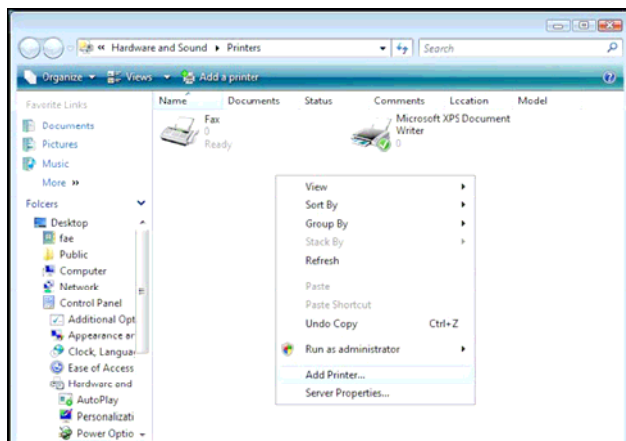 « Hardware and Sound ▸ Printers
Search
Organize Views Add a printer
Favorite Links
Name Documents Status Comments Location Model
Documents
Pictures
Music
More »
Fax
0
Ready
Microsoft XPS Document
Writer
0
Folders
Desktop
fae
Public
Computer
Network
Control Panel
Additional Opt
Appearance ar
Clock, Languag
Ease of Access
Hardware and
AutoPlay
Personalizati
Power Optio
View
Sort By
Group By
Stack By
Refresh
Paste
Paste Shortcut
Undo Copy Ctrl+Z
Run as administrator
Add Printer...
Server Properties...